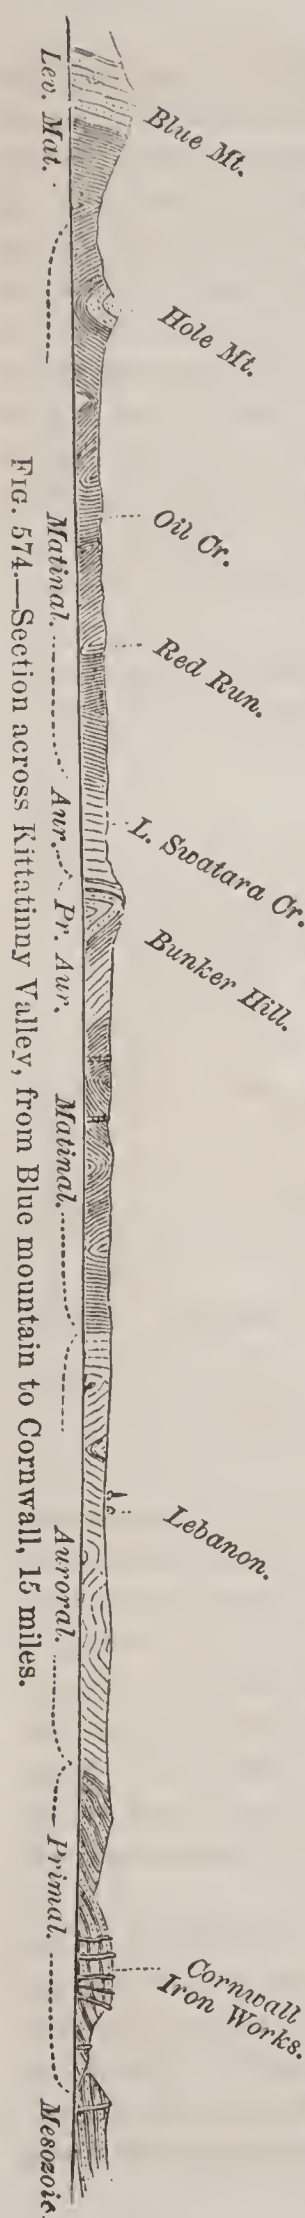 Blue Mt.
Hole Mt.
Oil Cr.
Red Run.
L. Swatara Cr.
Bunker Hill.
Lebanon.
Cornwall
Iron Works.
Lev. Mat.
Matinal.
Aur.
Pr. Aur.
Matinal.
Auroral.
Primal.
Mesozoic.
FIG. 574.—Section across Kittatinny Valley, from Blue mountain to Cornwall, 15 miles.